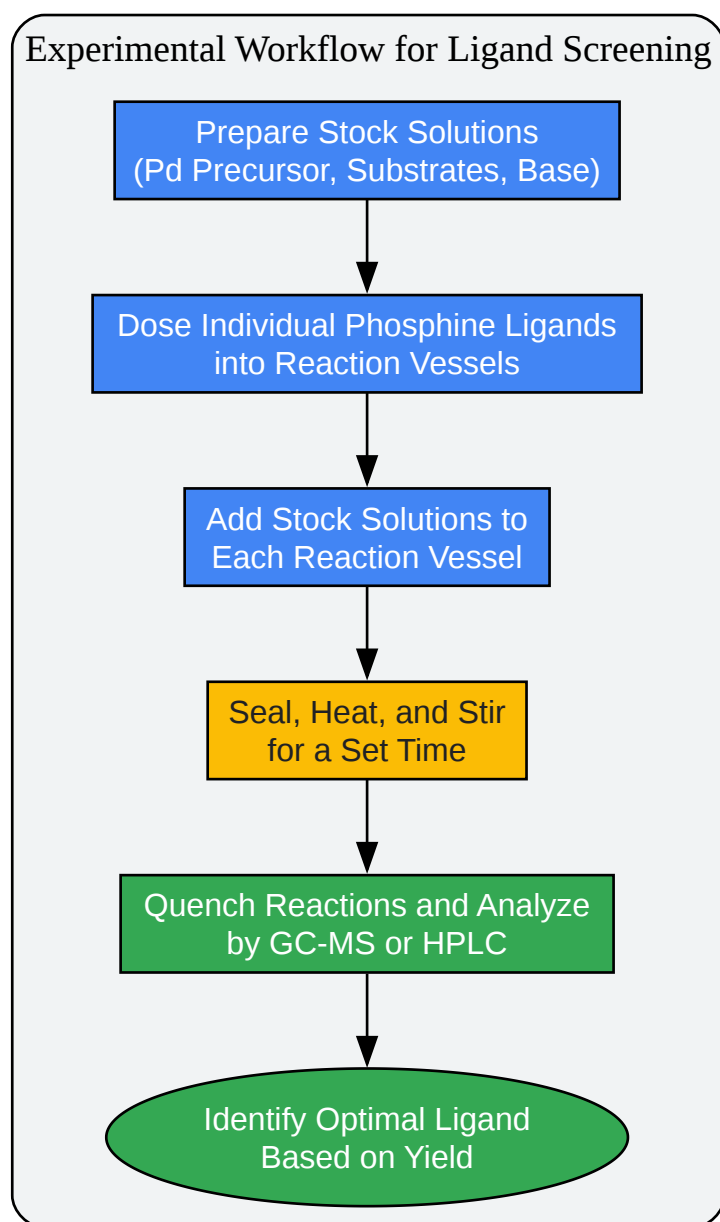 Experimental Workflow for Ligand Screening
Prepare Stock Solutions
(Pd Precursor, Substrates, Base)
Dose Individual Phosphine Ligands
into Reaction Vessels
Add Stock Solutions to
Each Reaction Vessel
Seal, Heat, and Stir
for a Set Time
Quench Reactions and Analyze
by GC-MS or HPLC
Identify Optimal Ligand
Based on Yield